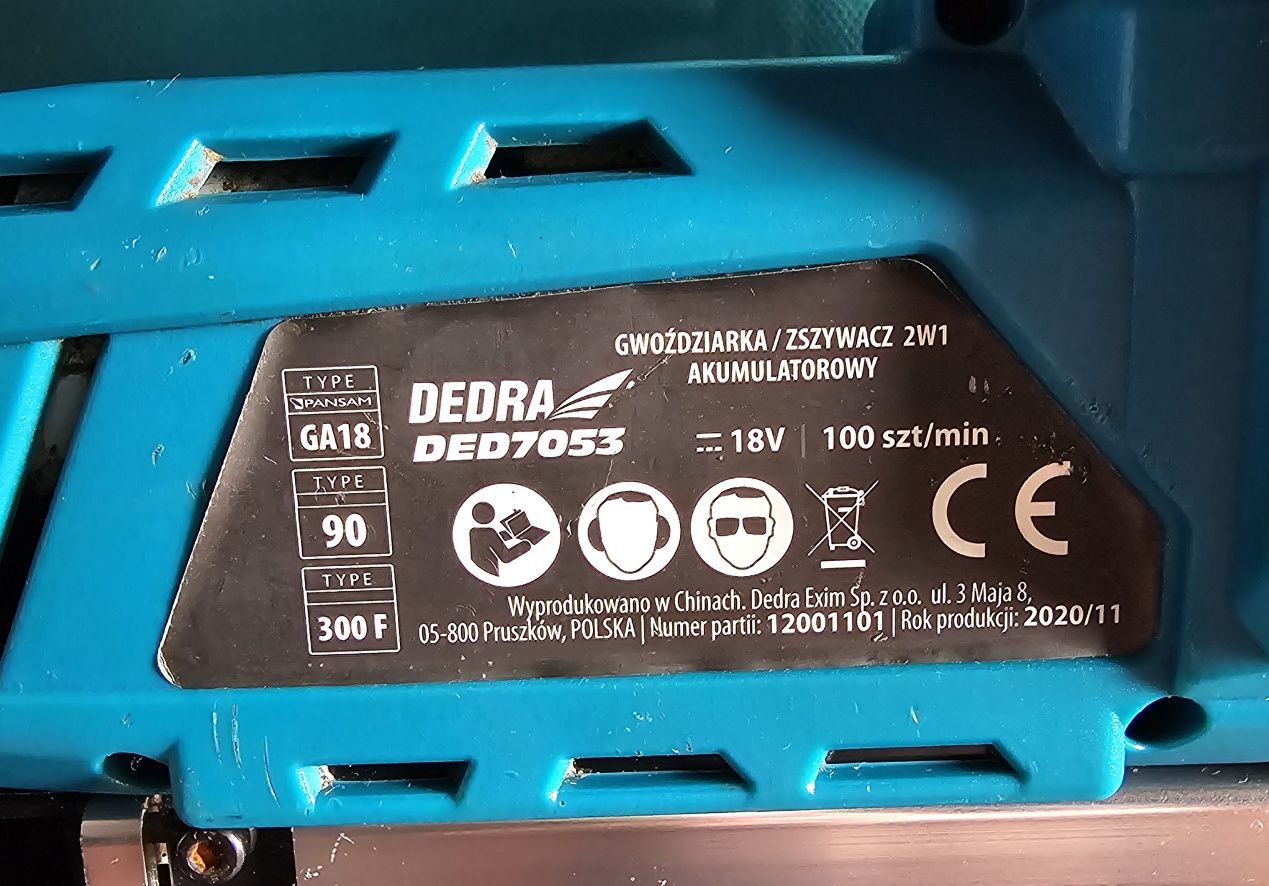 GWOŹDZIARKA / ZSZYWACZ 2W1
AKUMULATOROWY
TYPE
PANSAM
GA18
DEDRA
DED7053
18V | 100 szt/min
TYPE
90
TYPE
300 F
CE
Wyprodukowano w Chinach. Dedra Exim Sp. z o.o. ul. 3 Maja 8,
05-800 Pruszków, POLSKA | Numer partii: 12001101 | Rok produkcji: 2020/11